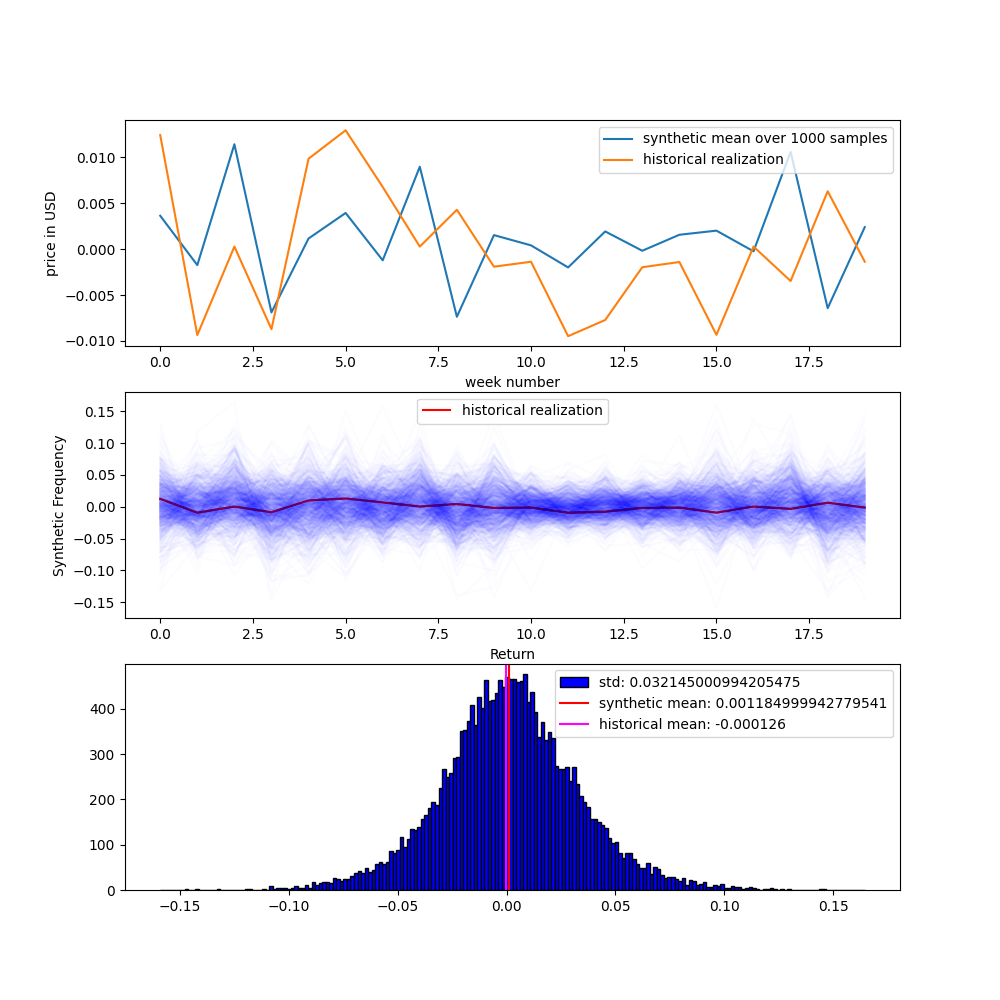 synthetic mean over 1000 samples
historical realization
price in USD
0.010
0.005
0.000
−0.005
−0.010
0.0 2.5 5.0 7.5 10.0 12.5 15.0 17.5
week number
historical realization
Synthetic Frequency
0.15
0.10
0.05
0.00
−0.05
−0.10
−0.15
0.0 2.5 5.0 7.5 10.0 12.5 15.0 17.5
Return
std: 0.032145000994205475
synthetic mean: 0.001184999942779541
historical mean: -0.000126
400
300
200
100
0
−0.15 −0.10 −0.05 0.00 0.05 0.10 0.15